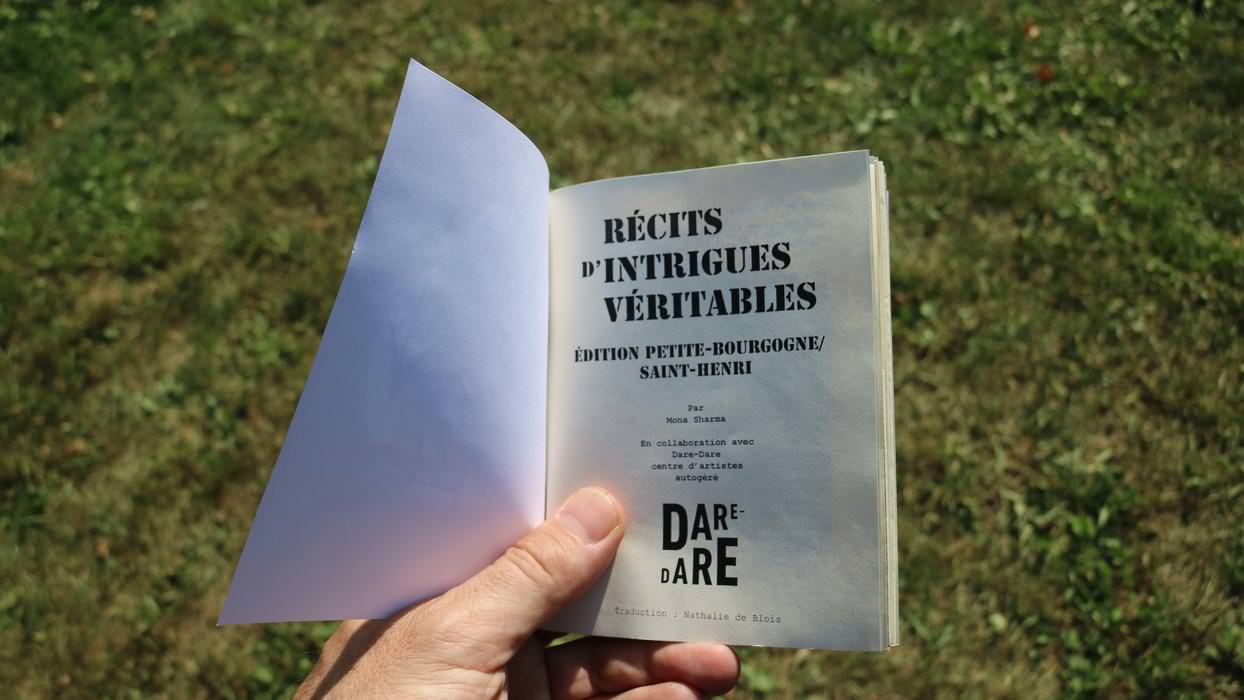 RÉCITS
D'INTRIGUES
VÉRITABLES
ÉDITION PETITE-BOURGOGNE/
SAINT-HENRI
Par
Mona Sharma
En collaboration avec
Dare-Dare
centre d'artistes
autogéré
DARE-
DARE
Traduction : Nathalie de Blois